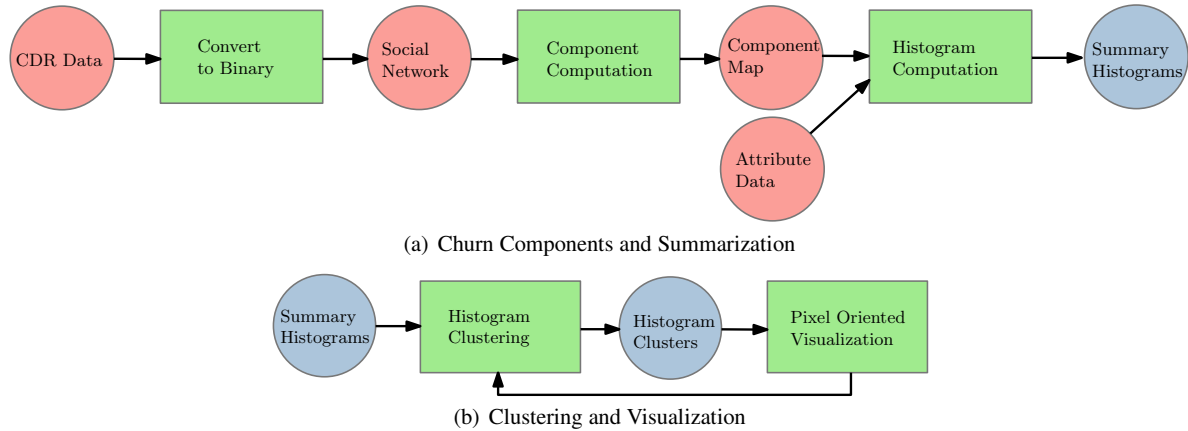 CDR Data
Convert
to Binary
Social
Network
Component
Computation
Component
Map
Histogram
Computation
Summary
Histograms
Attribute
Data
(a) Churn Components and Summarization
Summary
Histograms
Histogram
Clustering
Histogram
Clusters
Pixel Oriented
Visualization
(b) Clustering and Visualization